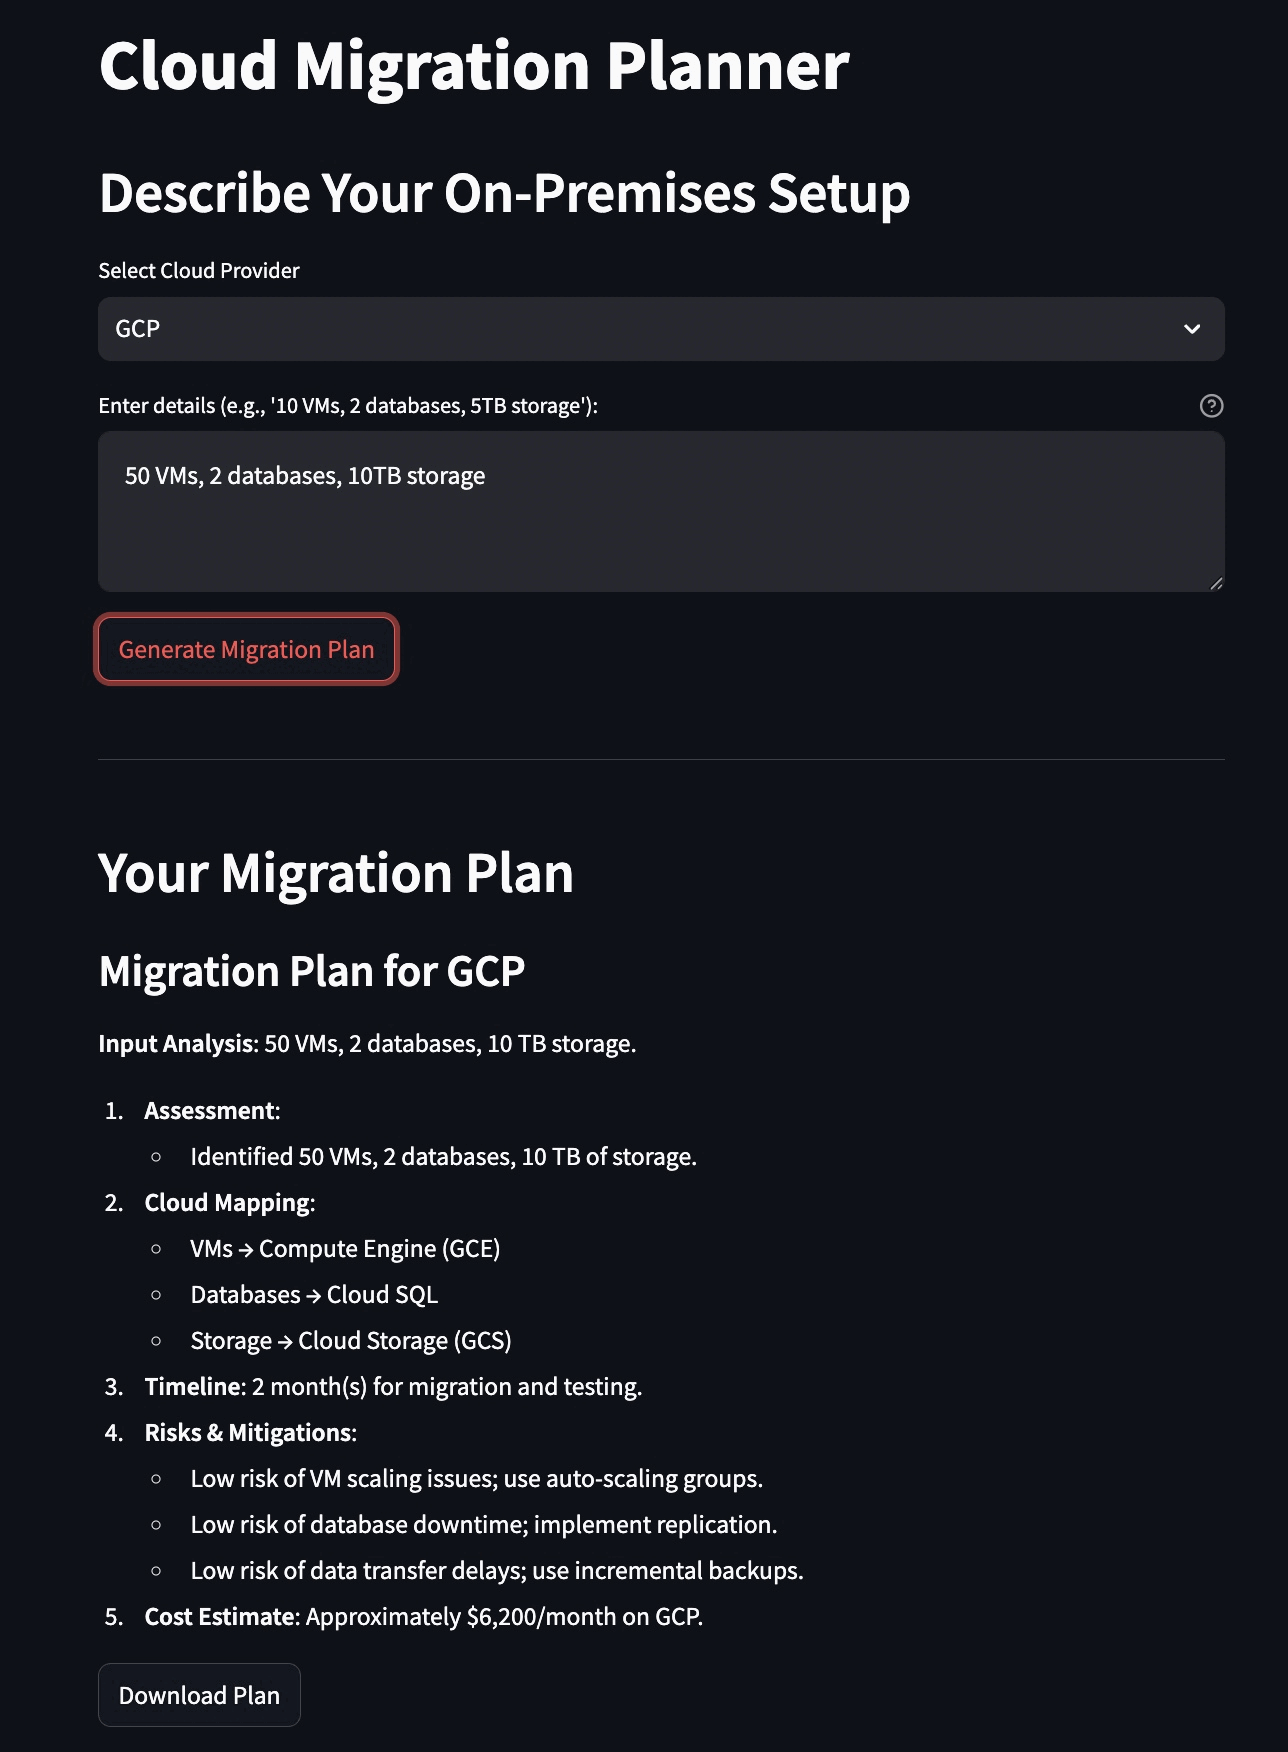 Cloud Migration Planner
Describe Your On-Premises Setup
Select Cloud Provider
GCP
Enter details (e.g., '10 VMs, 2 databases, 5TB storage'):
50 VMs, 2 databases, 10TB storage
Generate Migration Plan
Your Migration Plan
Migration Plan for GCP
Input Analysis: 50 VMs, 2 databases, 10 TB storage.
1. Assessment:
○ Identified 50 VMs, 2 databases, 10 TB of storage.
2. Cloud Mapping:
○ VMs → Compute Engine (GCE)
○ Databases → Cloud SQL
○ Storage → Cloud Storage (GCS)
3. Timeline: 2 month(s) for migration and testing.
4. Risks & Mitigations:
○ Low risk of VM scaling issues; use auto-scaling groups.
○ Low risk of database downtime; implement replication.
○ Low risk of data transfer delays; use incremental backups.
5. Cost Estimate: Approximately $6,200/month on GCP.
Download Plan